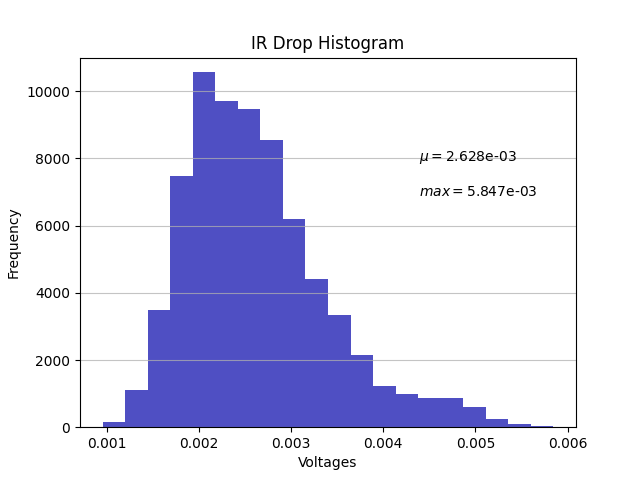 IR Drop Histogram
Frequency
10000
8000
6000
4000
2000
0
μ = 2.628e-03
max = 5.847e-03
0.001 0.002 0.003 0.004 0.005 0.006
Voltages